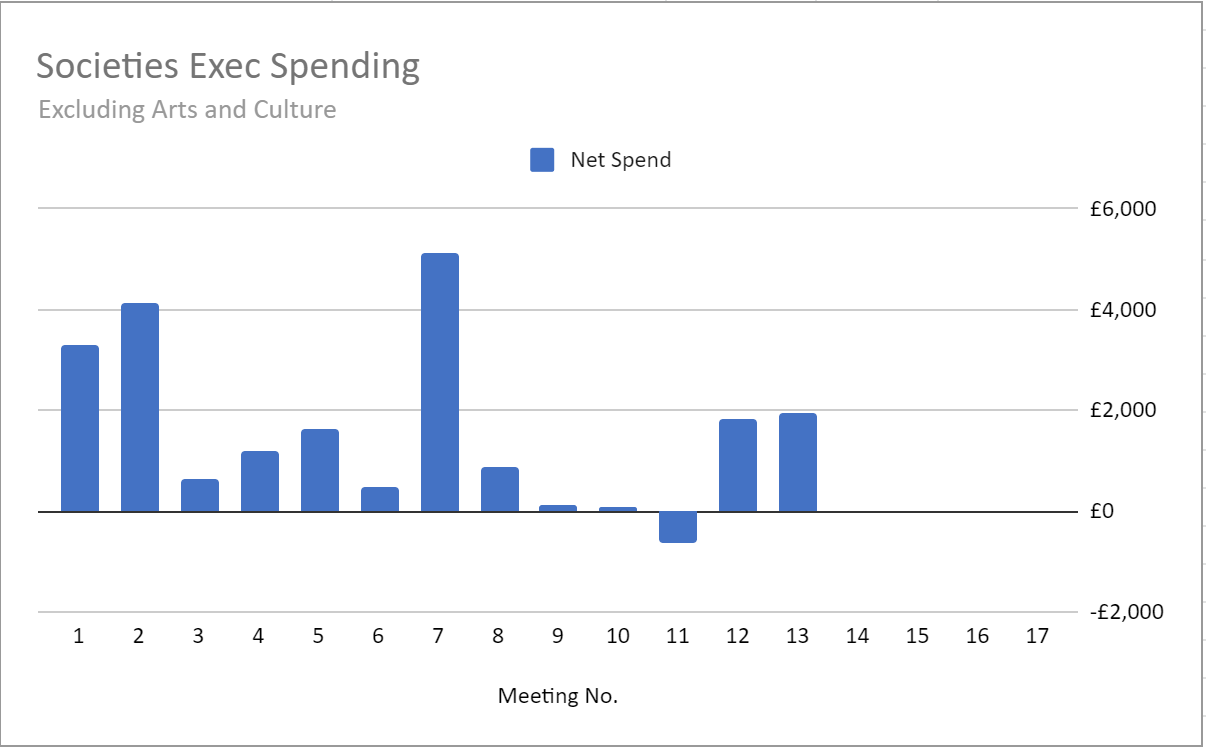 Societies Exec Spending
Excluding Arts and Culture
Net Spend
£6,000
£4,000
£2,000
£0
-£2,000
1 2 3 4 5 6 7 8 9 10 11 12 13 14 15 16 17
Meeting No.